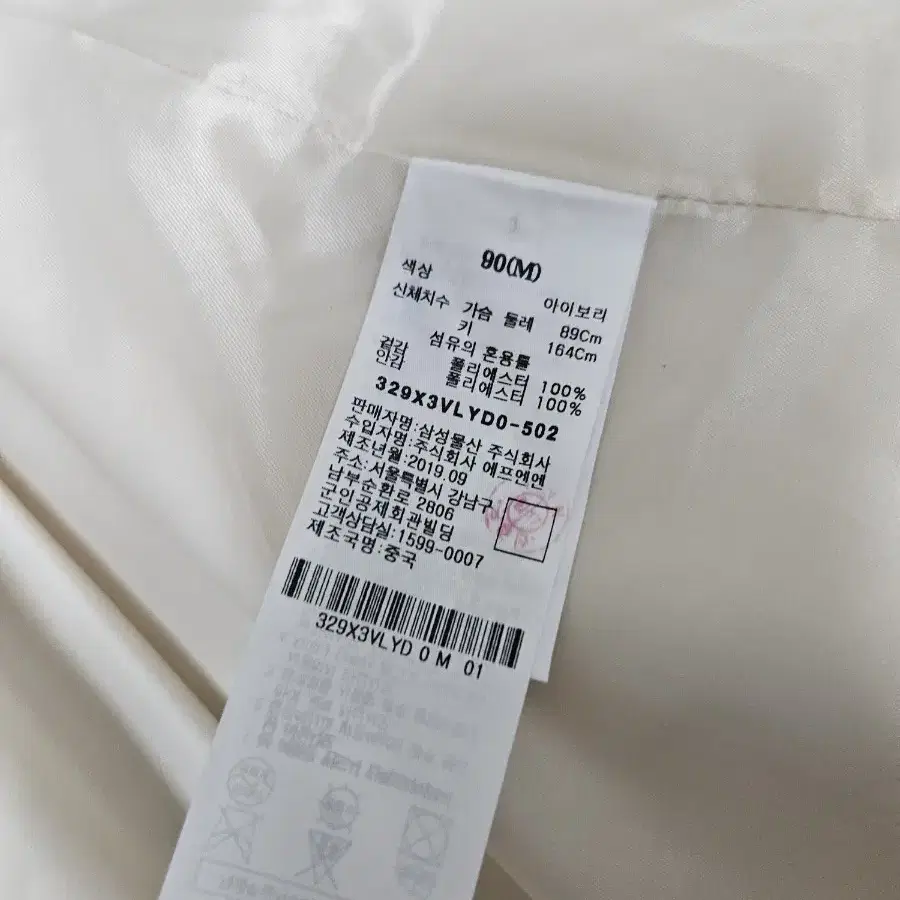 90(M)
색상 아이보리
신체치수 가슴 둘레 89Cm
키 164Cm
섬유의 혼용률
겉감 폴리에스터 100%
안감 폴리에스터 100%
329X3VLYD0-502
판매자명:삼성물산 주식회사
수입자명:주식회사 에프엔엔
제조년월:2019.09
주소:서울특별시 강남구
남부순환로 2806
군인공제회관빌딩
고객상담실:1599-0007
제조국명:중국
329X3VLYD 0 M 01